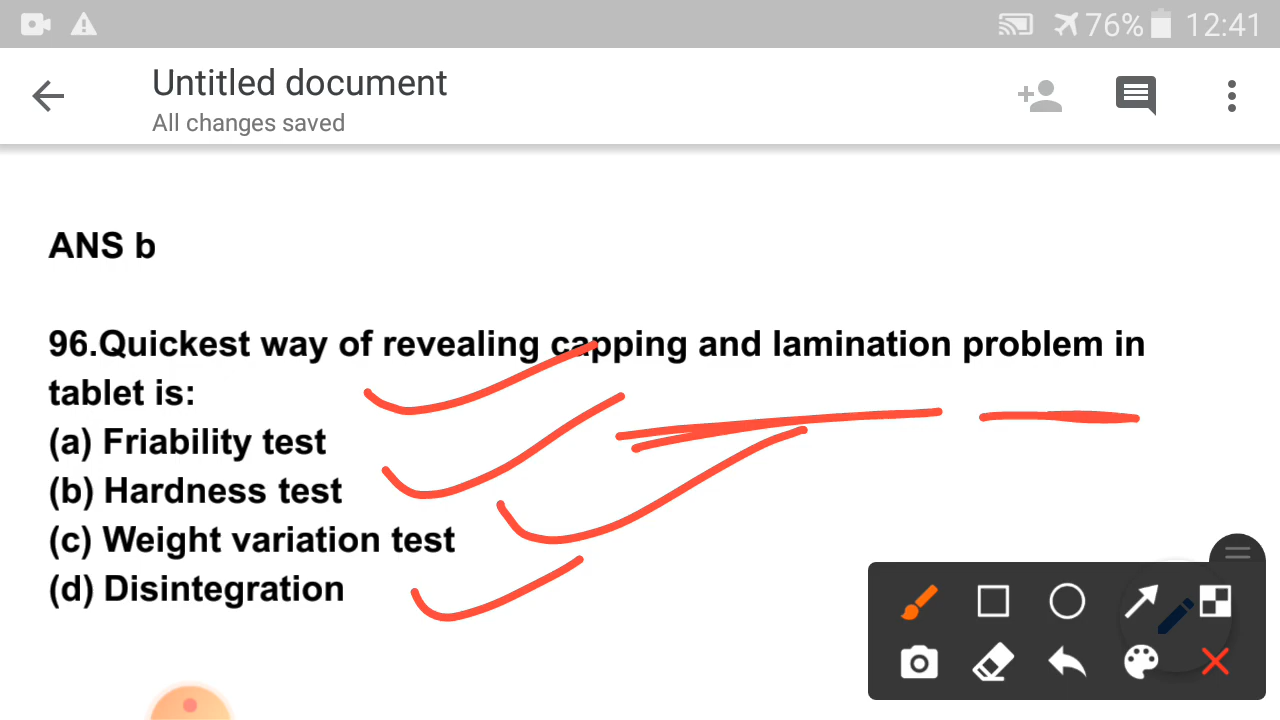 76% 12:41
Untitled document
All changes saved
ANS b
96.Quickest way of revealing capping and lamination problem in
tablet is:
(a) Friability test
(b) Hardness test
(c) Weight variation test
(d) Disintegration